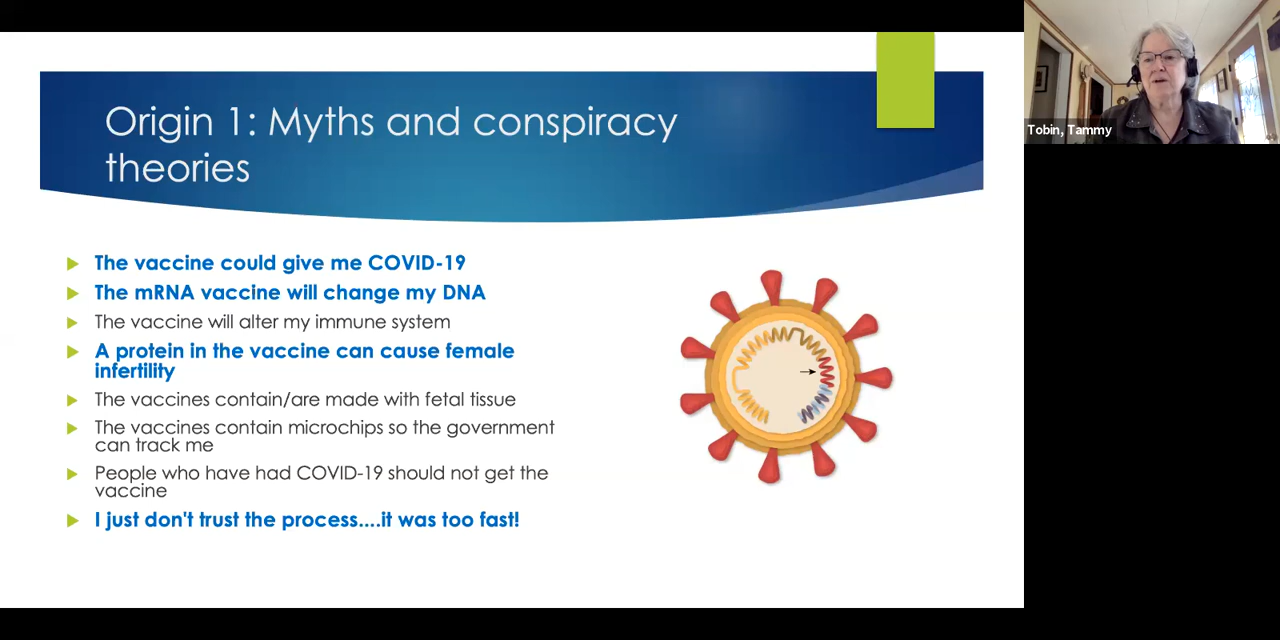 Origin 1: Myths and conspiracy
theories
The vaccine could give me COVID-19
The mRNA vaccine will change my DNA
The vaccine will alter my immune system
A protein in the vaccine can cause female
infertility
The vaccines contain/are made with fetal tissue
The vaccines contain microchips so the government
can track me
People who have had COVID-19 should not get the
vaccine
I just don't trust the process....it was too fast!
Tobin, Tammy